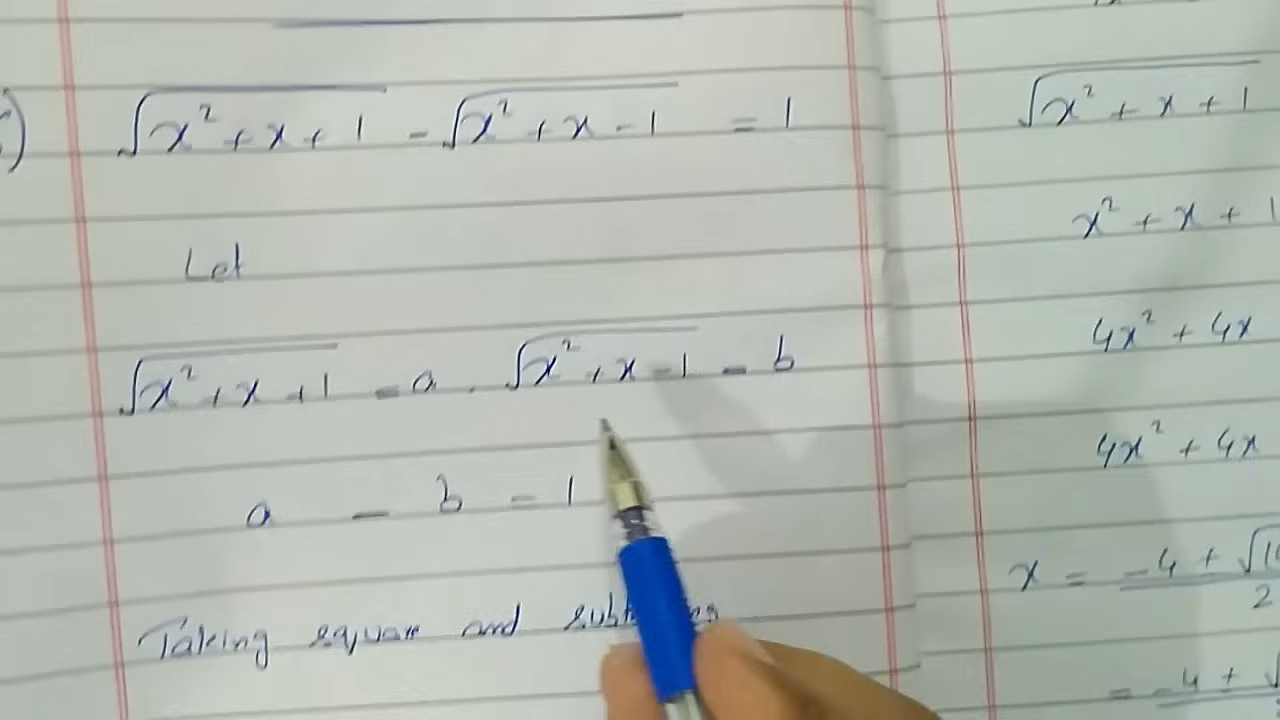 √(x² + x + 1) - √(x² + x - 1) = 1
Let
√(x² + x + 1) = a . √(x² + x - 1) = b
a - b = 1
Taking square and
√(x² + x + 1
x² + x + 1
4x² + 4x
4x² + 4x
x = -4 + √
2
= -4 + √